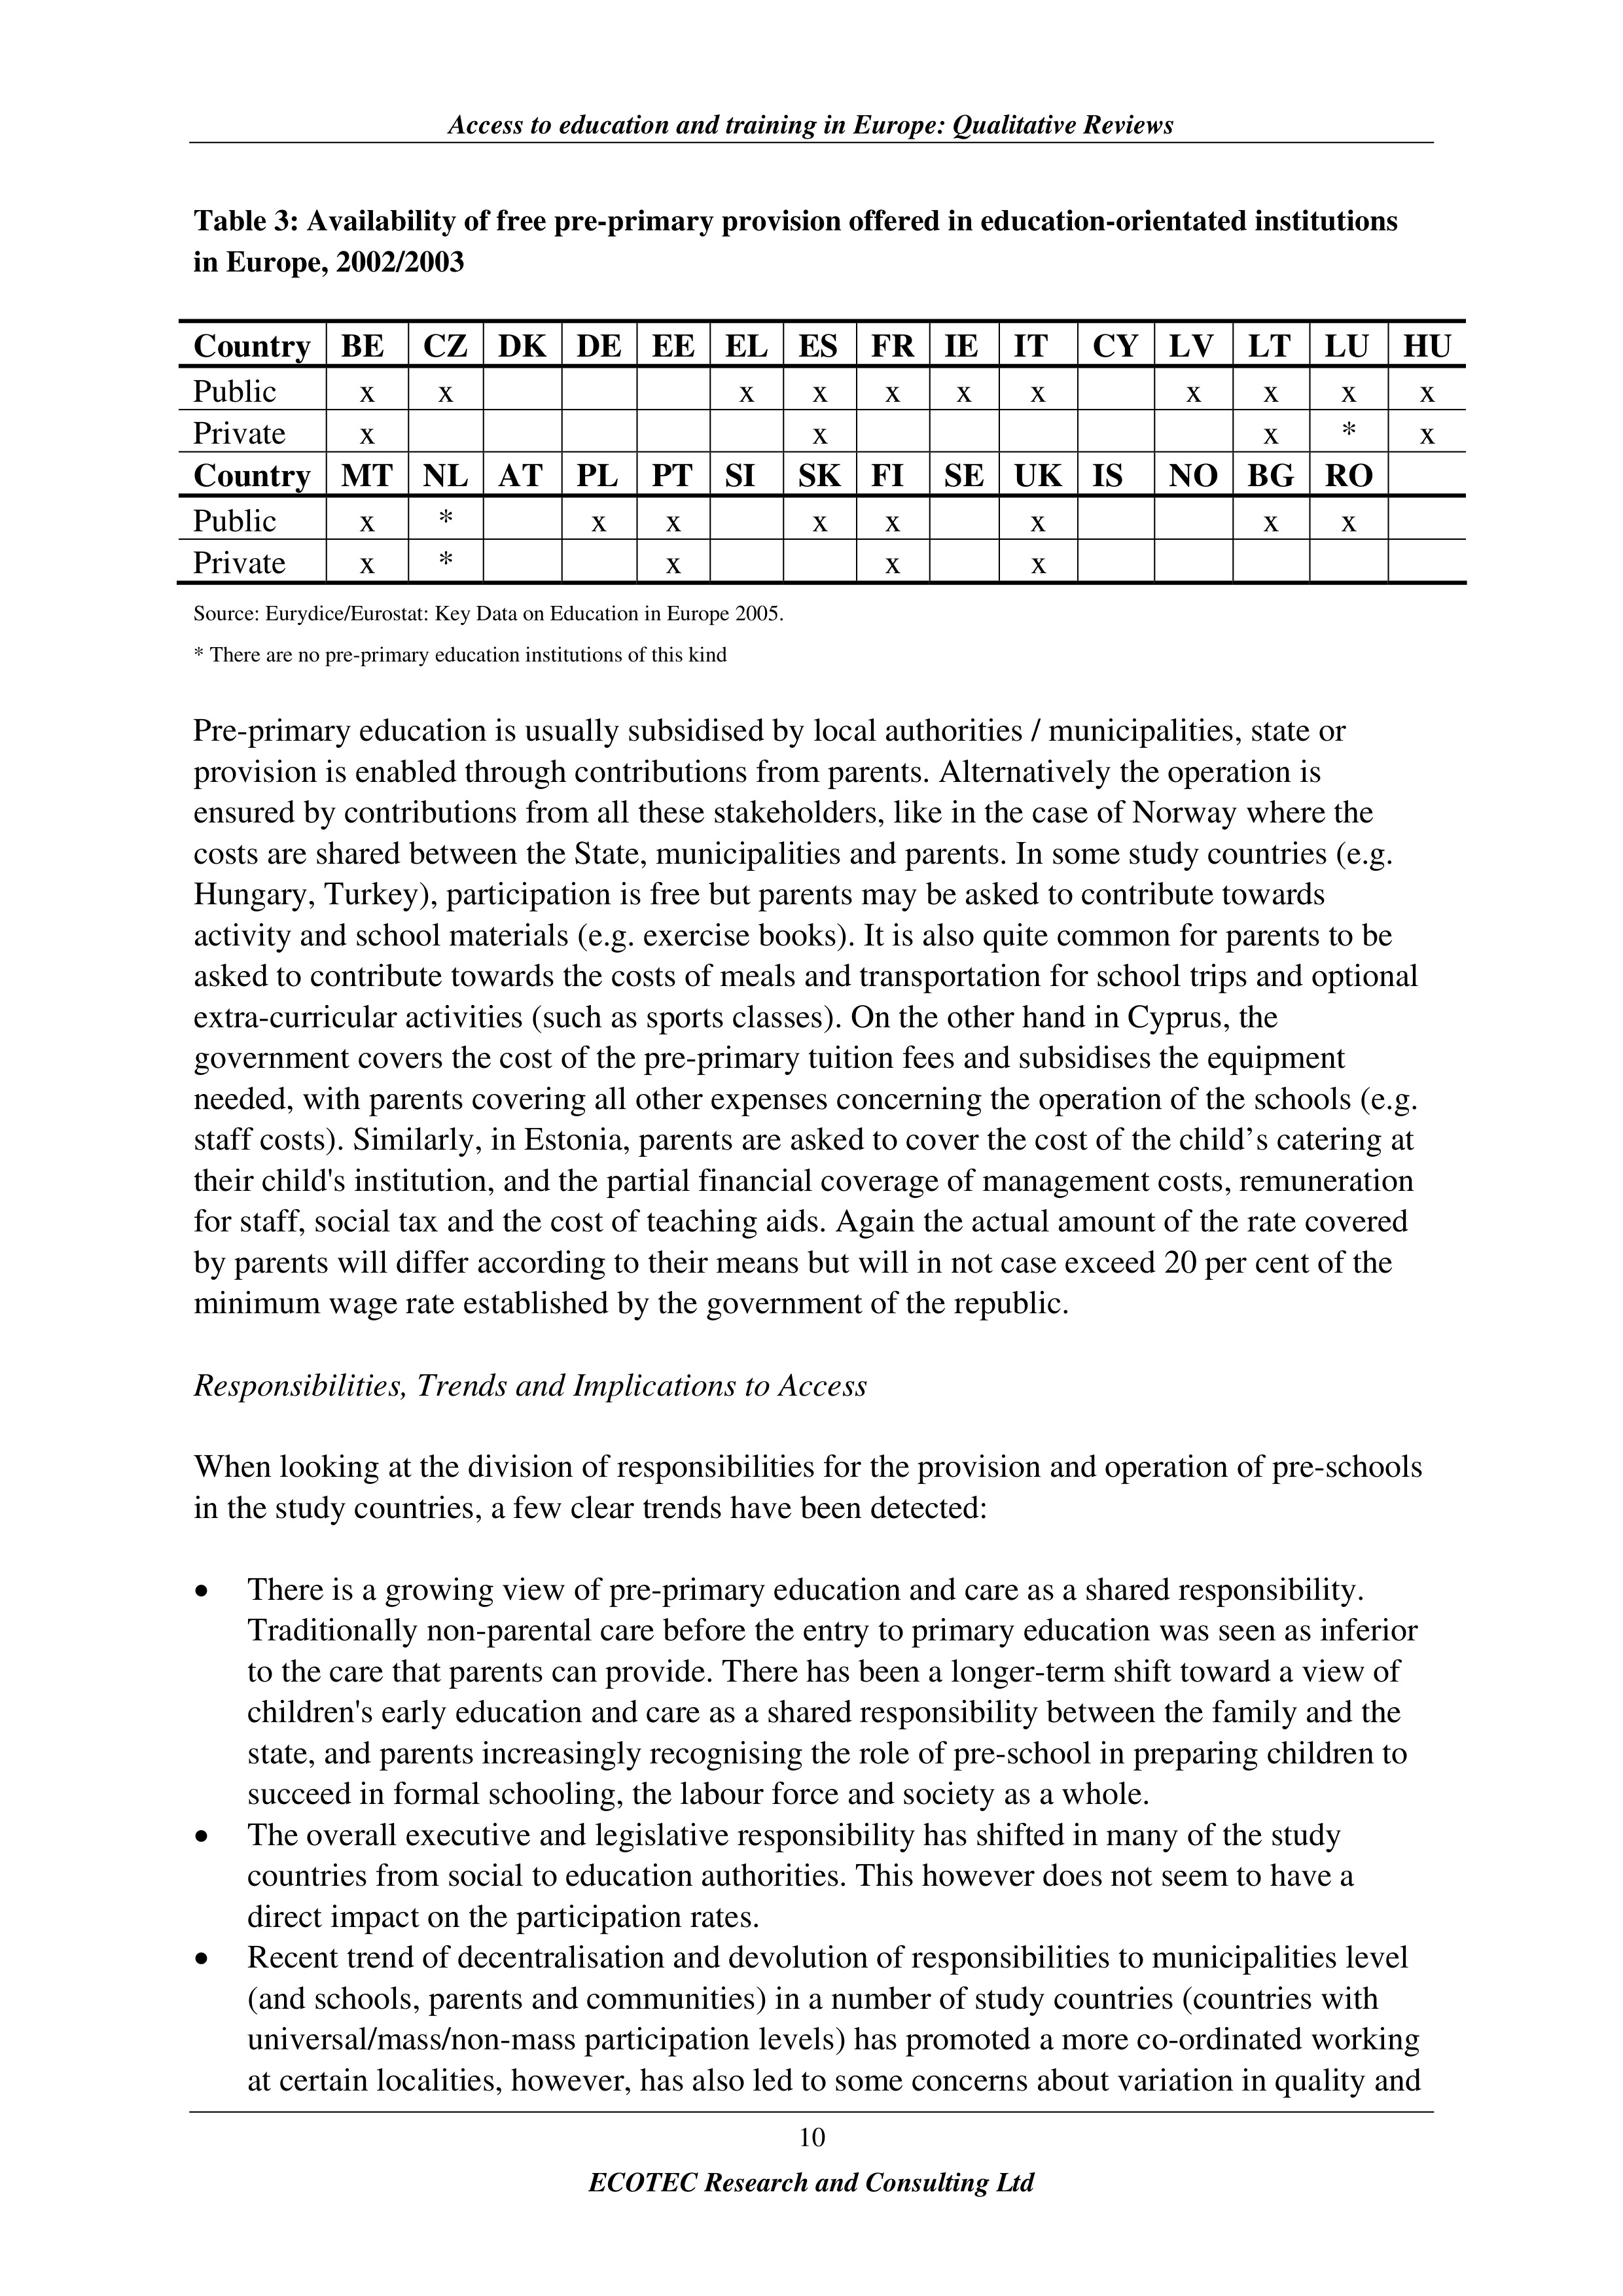 Access to education and training in Europe: Qualitative Reviews
Table 3: Availability of free pre-primary provision offered in education-orientated institutions
in Europe, 2002/2003
Country BE CZ DK DE EE EL ES FR IE IT CY LV LT LU HU
Public x x x x x x x x x x x
Private x x x * x
Country MT NL AT PL PT SI SK FI SE UK IS NO BG RO
Public x * x x x x x x x
Private x * x x x
Source: Eurydice/Eurostat: Key Data on Education in Europe 2005.
* There are no pre-primary education institutions of this kind
Pre-primary education is usually subsidised by local authorities / municipalities, state or
provision is enabled through contributions from parents. Alternatively the operation is
ensured by contributions from all these stakeholders, like in the case of Norway where the
costs are shared between the State, municipalities and parents. In some study countries (e.g.
Hungary, Turkey), participation is free but parents may be asked to contribute towards
activity and school materials (e.g. exercise books). It is also quite common for parents to be
asked to contribute towards the costs of meals and transportation for school trips and optional
extra-curricular activities (such as sports classes). On the other hand in Cyprus, the
government covers the cost of the pre-primary tuition fees and subsidises the equipment
needed, with parents covering all other expenses concerning the operation of the schools (e.g.
staff costs). Similarly, in Estonia, parents are asked to cover the cost of the child’s catering at
their child's institution, and the partial financial coverage of management costs, remuneration
for staff, social tax and the cost of teaching aids. Again the actual amount of the rate covered
by parents will differ according to their means but will in not case exceed 20 per cent of the
minimum wage rate established by the government of the republic.
Responsibilities, Trends and Implications to Access
When looking at the division of responsibilities for the provision and operation of pre-schools
in the study countries, a few clear trends have been detected:
• There is a growing view of pre-primary education and care as a shared responsibility.
Traditionally non-parental care before the entry to primary education was seen as inferior
to the care that parents can provide. There has been a longer-term shift toward a view of
children's early education and care as a shared responsibility between the family and the
state, and parents increasingly recognising the role of pre-school in preparing children to
succeed in formal schooling, the labour force and society as a whole.
• The overall executive and legislative responsibility has shifted in many of the study
countries from social to education authorities. This however does not seem to have a
direct impact on the participation rates.
• Recent trend of decentralisation and devolution of responsibilities to municipalities level
(and schools, parents and communities) in a number of study countries (countries with
universal/mass/non-mass participation levels) has promoted a more co-ordinated working
at certain localities, however, has also led to some concerns about variation in quality and
10
ECOTEC Research and Consulting Ltd